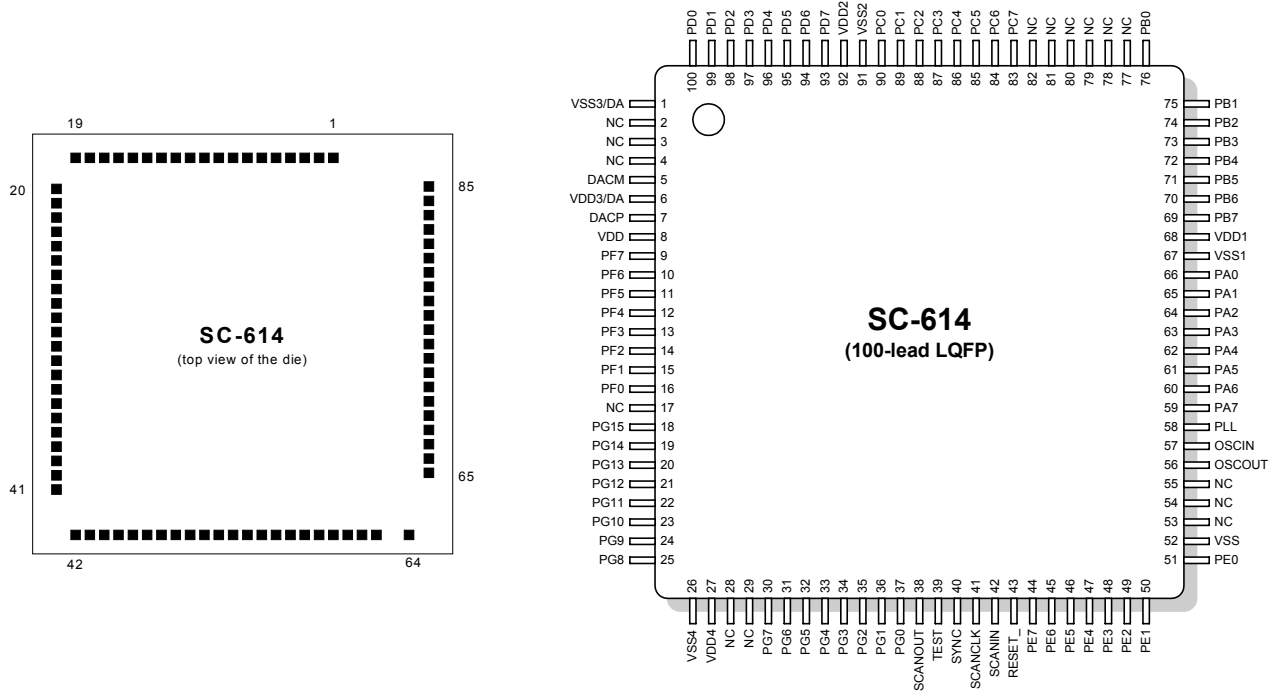 19 1
20 85
SC-614
(top view of the die)
41 65
42 64
PD0 PD1 PD2 PD3 PD4 PD5 PD6 PD7 VDD2 VSS2 PC0 PC1 PC2 PC3 PC4 PC5 PC6 PC7 NC NC NC NC NC NC PB0
100 99 98 97 96 95 94 93 92 91 90 89 88 87 86 85 84 83 82 81 80 79 78 77 76
VSS3/DA 1 75 PB1
NC 2 74 PB2
NC 3 73 PB3
NC 4 72 PB4
DACM 5 71 PB5
VDD3/DA 6 70 PB6
DACP 7 69 PB7
VDD 8 68 VDD1
PF7 9 67 VSS1
PF6 10 66 PA0
PF5 11 65 PA1
PF4 12 64 PA2
PF3 13 63 PA3
PF2 14 62 PA4
PF1 15 61 PA5
PF0 16 60 PA6
NC 17 59 PA7
PG15 18 58 PLL
PG14 19 57 OSCIN
PG13 20 56 OSCOUT
PG12 21 55 NC
PG11 22 54 NC
PG10 23 53 NC
PG9 24 52 VSS
PG8 25 51 PE0
SC-614
(100-lead LQFP)
26 27 28 29 30 31 32 33 34 35 36 37 38 39 40 41 42 43 44 45 46 47 48 49 50
VSS4 VDD4 NC NC PG7 PG6 PG5 PG4 PG3 PG2 PG1 PG0 SCANOUT TEST SYNC SCANCLK SCANIN RESET_ PE7 PE6 PE5 PE4 PE3 PE2 PE1